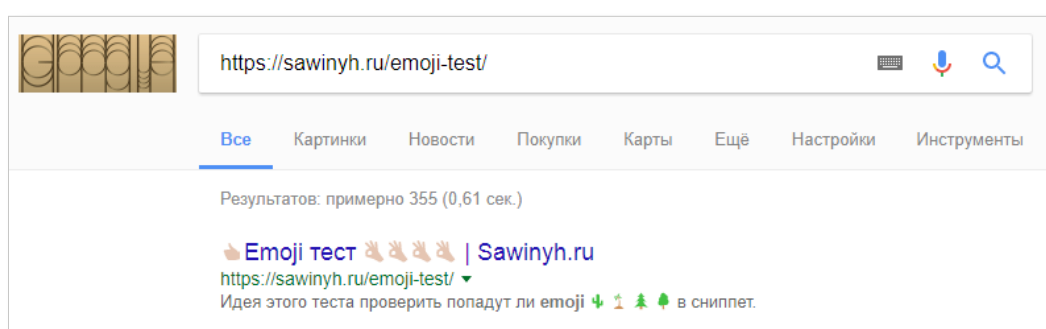 Google
https://sawinyh.ru/emoji-test/
Все Картинки Новости Покупки Карты Ещё Настройки Инструменты
Результатов: примерно 355 (0,61 сек.)
👆Emoji тест 👌👌👌👌 | Sawinyh.ru
https://sawinyh.ru/emoji-test/ ▼
Идея этого теста проверить попадут ли emoji 🌵 🏝 🌲 🌳 в сниппет.